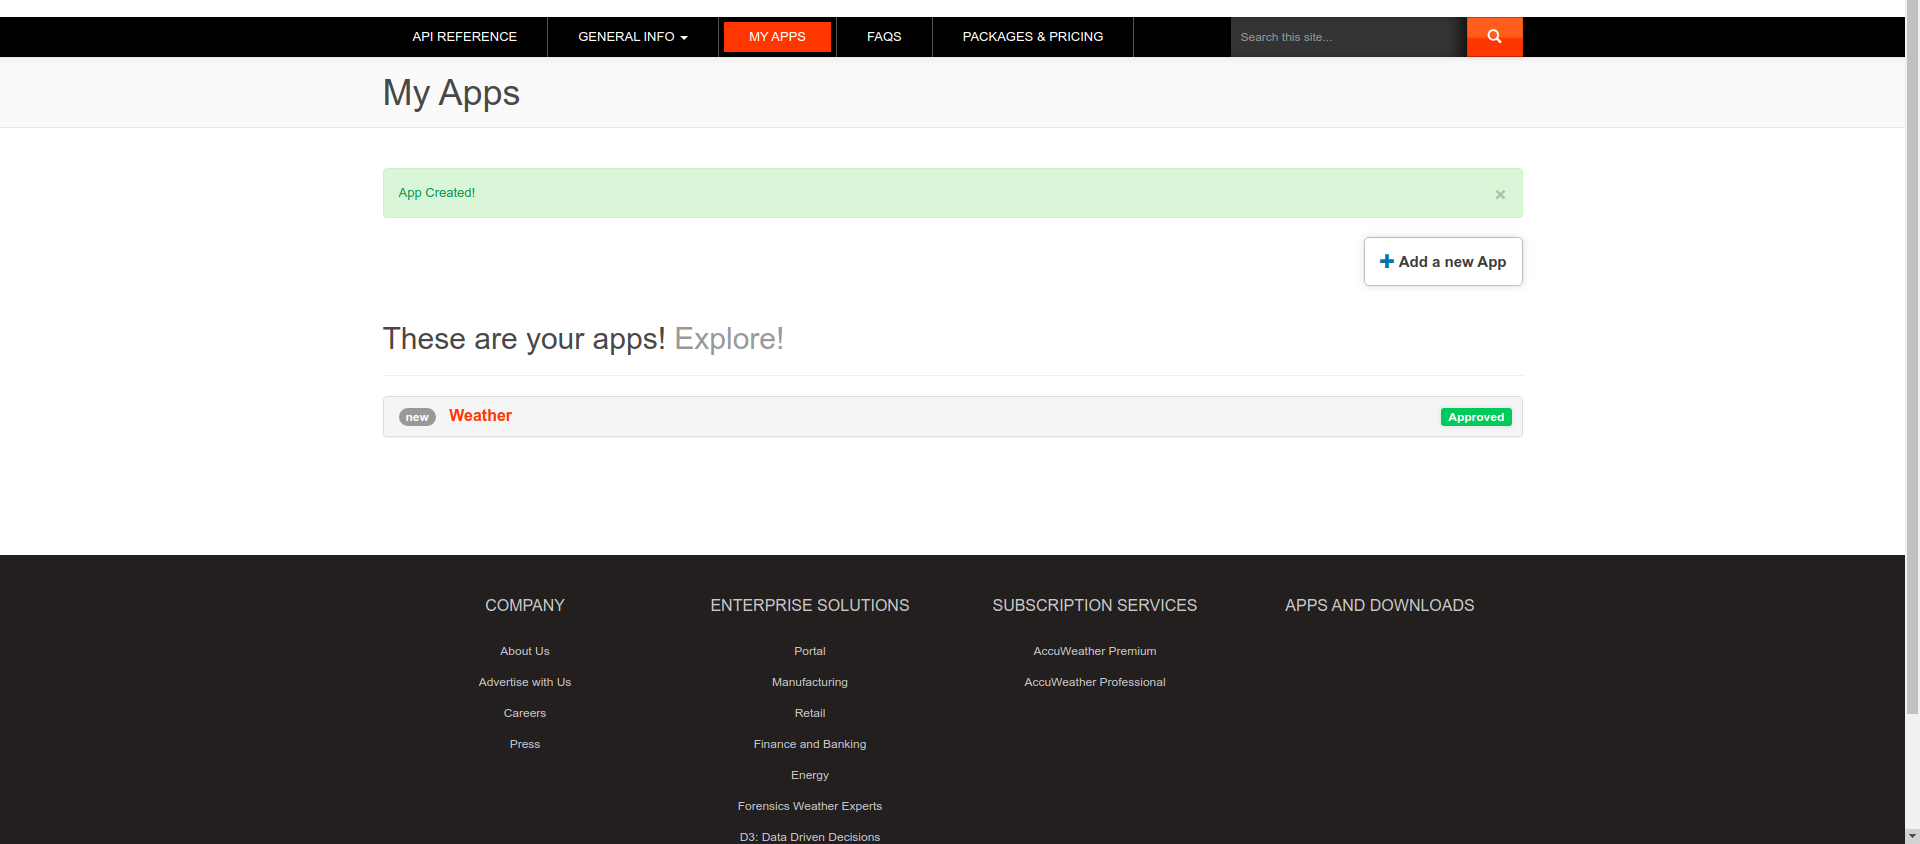 API REFERENCE
GENERAL INFO
MY APPS
FAQS
PACKAGES & PRICING
Search this site...
My Apps
App Created!
×
Add a new App
These are your apps! Explore!
new Weather Approved
COMPANY
About Us
Advertise with Us
Careers
Press
ENTERPRISE SOLUTIONS
Portal
Manufacturing
Retail
Finance and Banking
Energy
Forensics Weather Experts
D3: Data Driven Decisions
SUBSCRIPTION SERVICES
AccuWeather Premium
AccuWeather Professional
APPS AND DOWNLOADS